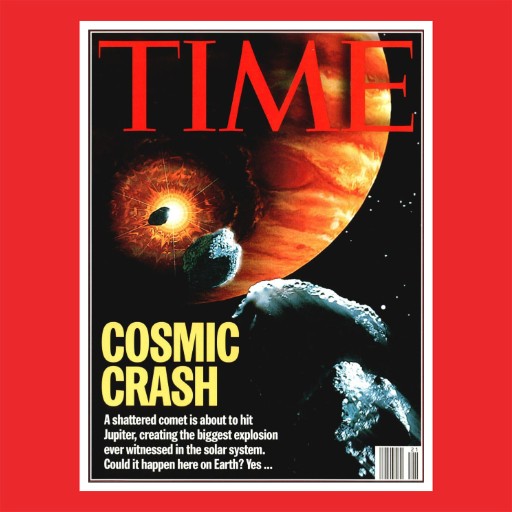 TIME
COSMIC
CRASH
A shattered comet is about to hit
Jupiter, creating the biggest explosion
ever witnessed in the solar system.
Could it happen here on Earth? Yes ...
21